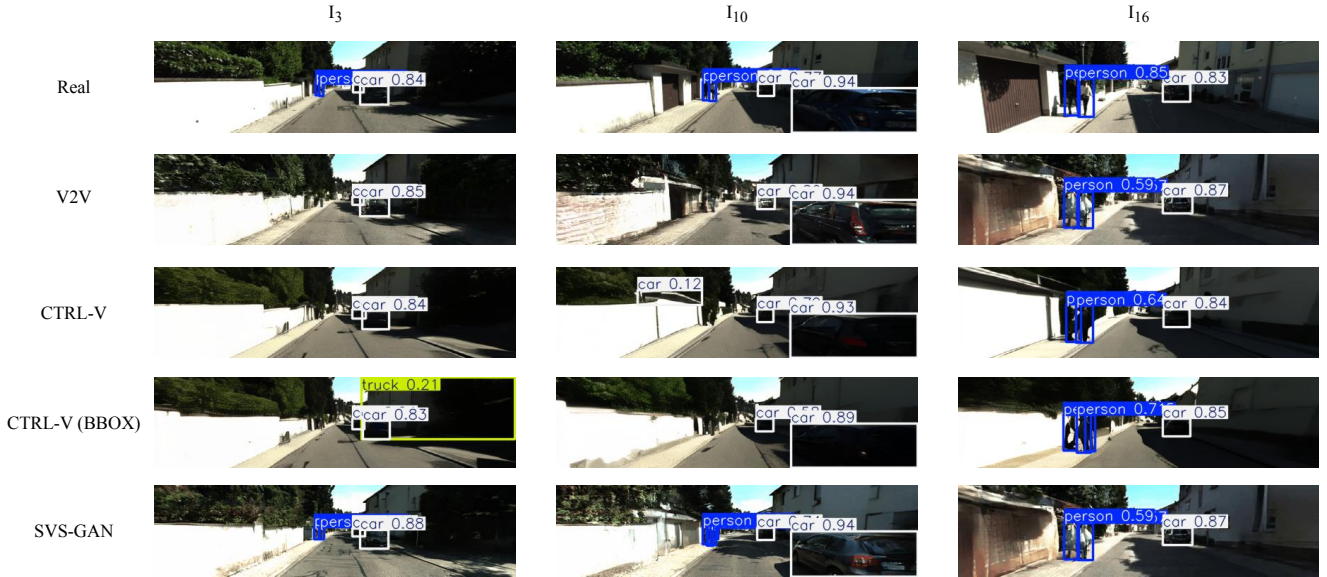 I3 I10 I16
Real
person car 0.84
person car car 0.94
person 0.85 car 0.83
V2V
car 0.85
car car 0.94
person 0.59 car 0.87
CTRL-V
car 0.84
car 0.12 car 0.93
person 0.64 car 0.84
CTRL-V (BBOX)
truck 0.21
car 0.83
car 0.89
person 0.71 car 0.85
SVS-GAN
car 0.88
person car 0.94
person 0.59 car 0.87